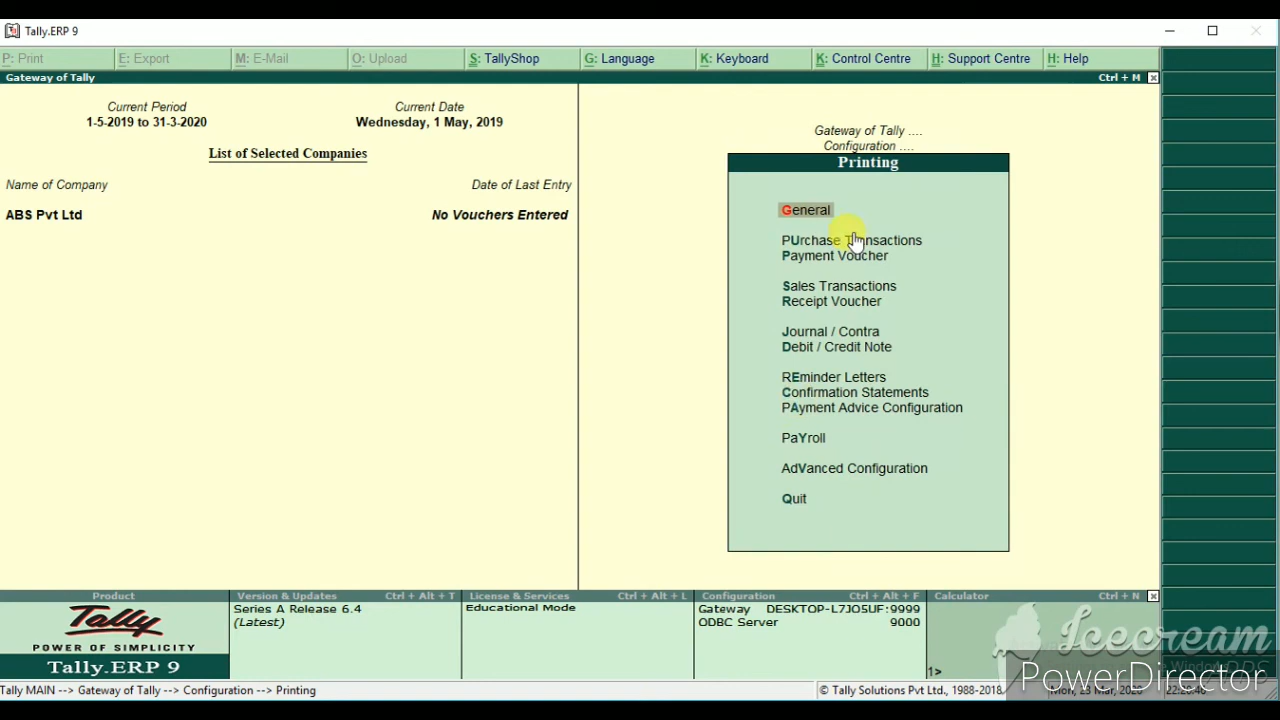 Tally.ERP 9
P: Print E: Export M: E-Mail O: Upload S: TallyShop G: Language K: Keyboard K: Control Centre H: Support Centre H: Help
Gateway of Tally Ctrl + M
Current Period Current Date
1-5-2019 to 31-3-2020 Wednesday, 1 May, 2019
List of Selected Companies
Name of Company Date of Last Entry
ABS Pvt Ltd No Vouchers Entered
Gateway of Tally ....
Configuration ....
Printing
General
PUrchase Transactions
Payment Voucher
Sales Transactions
Receipt Voucher
Journal / Contra
Debit / Credit Note
REminder Letters
Confirmation Statements
PAyment Advice Configuration
PaYroll
AdVanced Configuration
Quit
Product Version & Updates Ctrl + Alt + T License & Services Ctrl + Alt + L Configuration Ctrl + Alt + F Calculator Ctrl + N
Tally
POWER OF SIMPLICITY
Tally.ERP 9
Series A Release 6.4
(Latest)
Educational Mode
Gateway DESKTOP-L7JO5UF:9999
ODBC Server 9000
1>
Icecream
PowerDirector
Tally MAIN --> Gateway of Tally --> Configuration --> Printing © Tally Solutions Pvt Ltd., 1988-2018